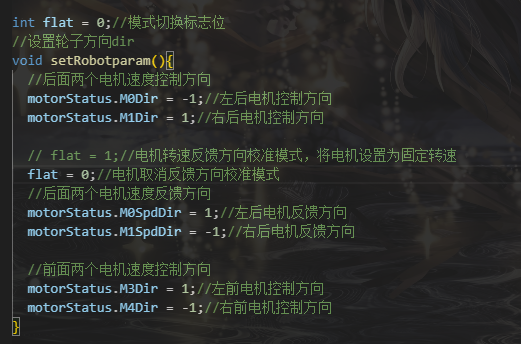 int flat = 0;//模式切换标志位
//设置轮子方向dir
void setRobotparam(){
//后面两个电机速度控制方向
motorStatus.M0Dir = -1;//左后电机控制方向
motorStatus.M1Dir = 1;//右后电机控制方向
// flat = 1;//电机转速反馈方向校准模式，将电机设置为固定转速
flat = 0;//电机取消反馈方向校准模式
//后面两个电机速度反馈方向
motorStatus.M0SpdDir = 1;//左后电机反馈方向
motorStatus.M1SpdDir = -1;//右后电机反馈方向
//前面两个电机速度控制方向
motorStatus.M3Dir = 1;//左前电机控制方向
motorStatus.M4Dir = -1;//右前电机控制方向
}